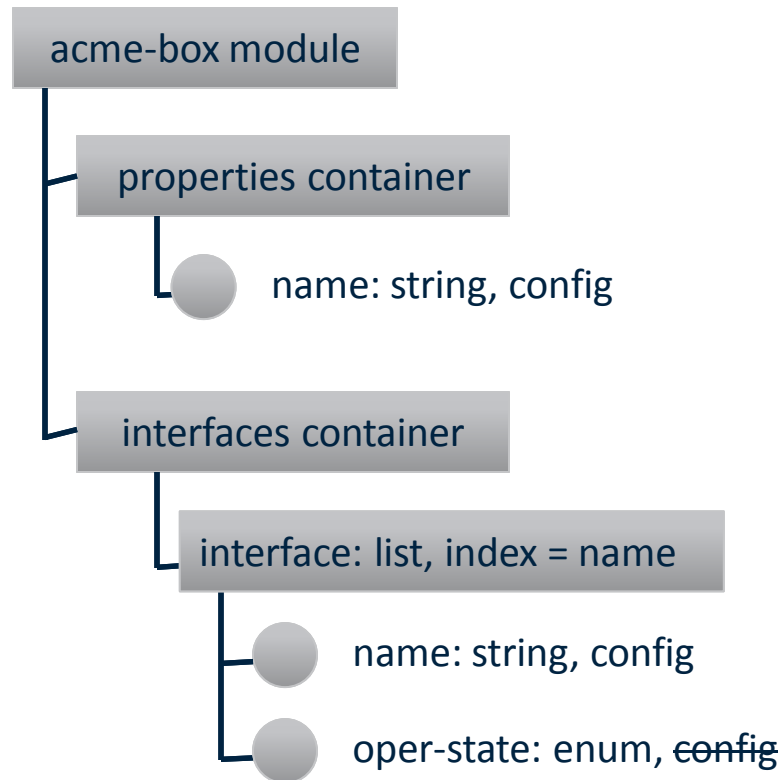 acme-box module
properties container
name: string, config
interfaces container
interface: list, index = name
name: string, config
oper-state: enum, config